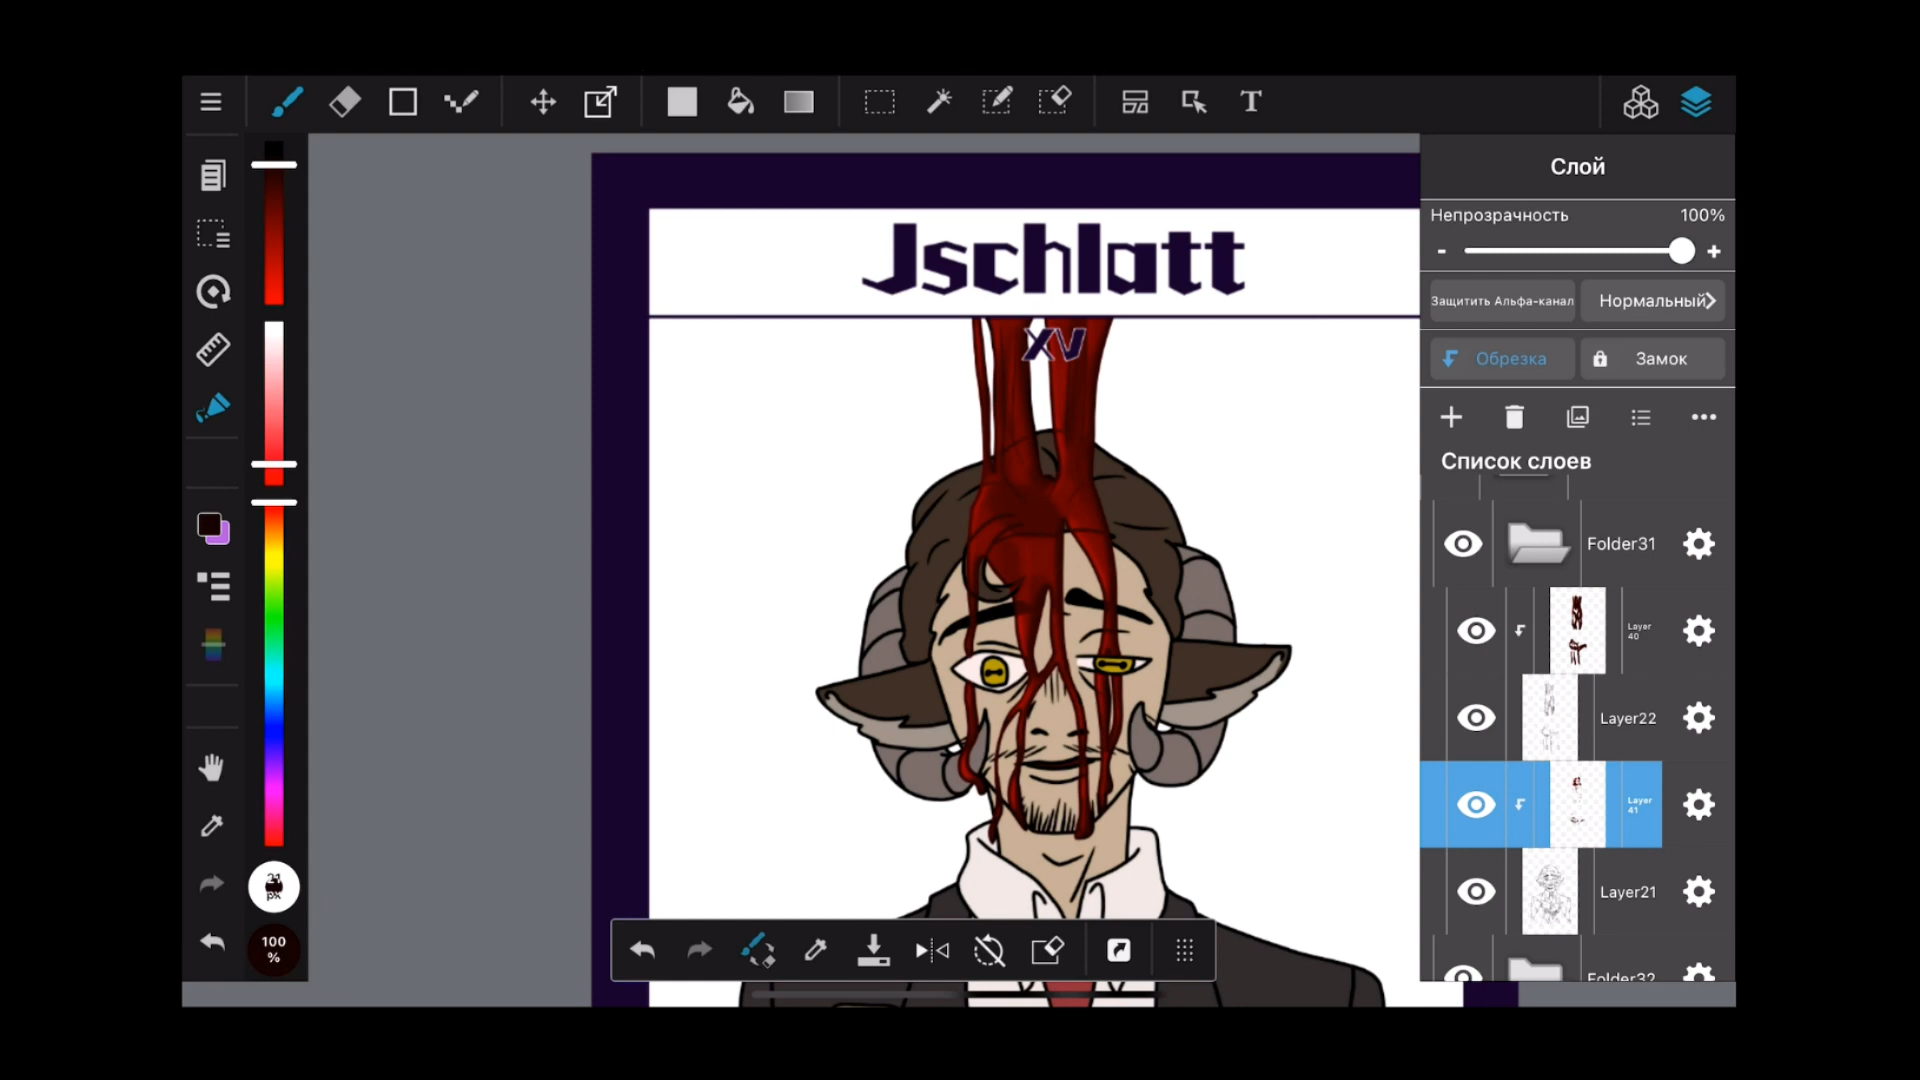 T
Слой
Непрозрачность 100%
- +
Защитить Альфа-канал Нормальный
Обрезка Замок
Список слоев
Jschlatt
XV
Folder31
Layer
40
Layer22
Layer
41
Layer21
Folder32
px
100
%